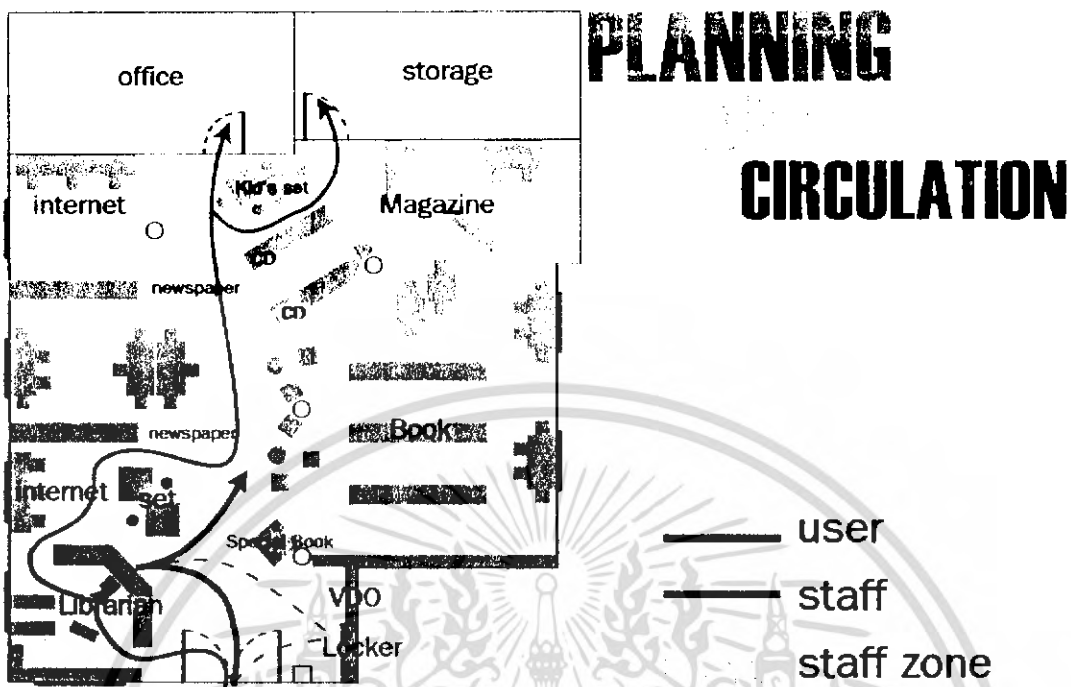 PLANNING
CIRCULATION
office
storage
internet
Kid's set
Magazine
CD
newspaper
CD
newspaper
Book
internet
set
Special Book
Librarian
VDO
Locker
user
staff
staff zone